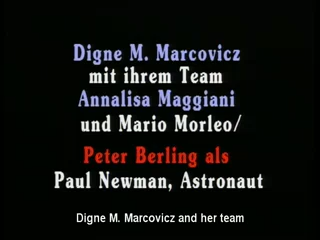 Digne M. Marcovicz
mit ihrem Team
Annalisa Maggiani
und Mario Morleo/
Peter Berling als
Paul Newman, Astronaut
Digne M. Marcovicz and her team